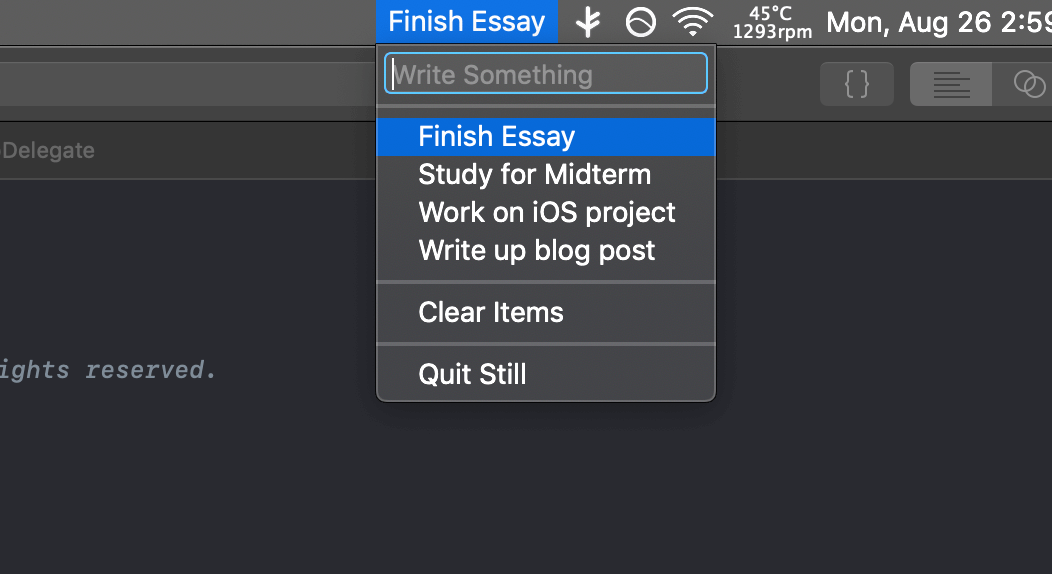 Finish Essay
45°C
1293rpm
Mon, Aug 26 2:59
Write Something
{ }
Delegate
Finish Essay
Study for Midterm
Work on iOS project
Write up blog post
Clear Items
ights reserved.
Quit Still